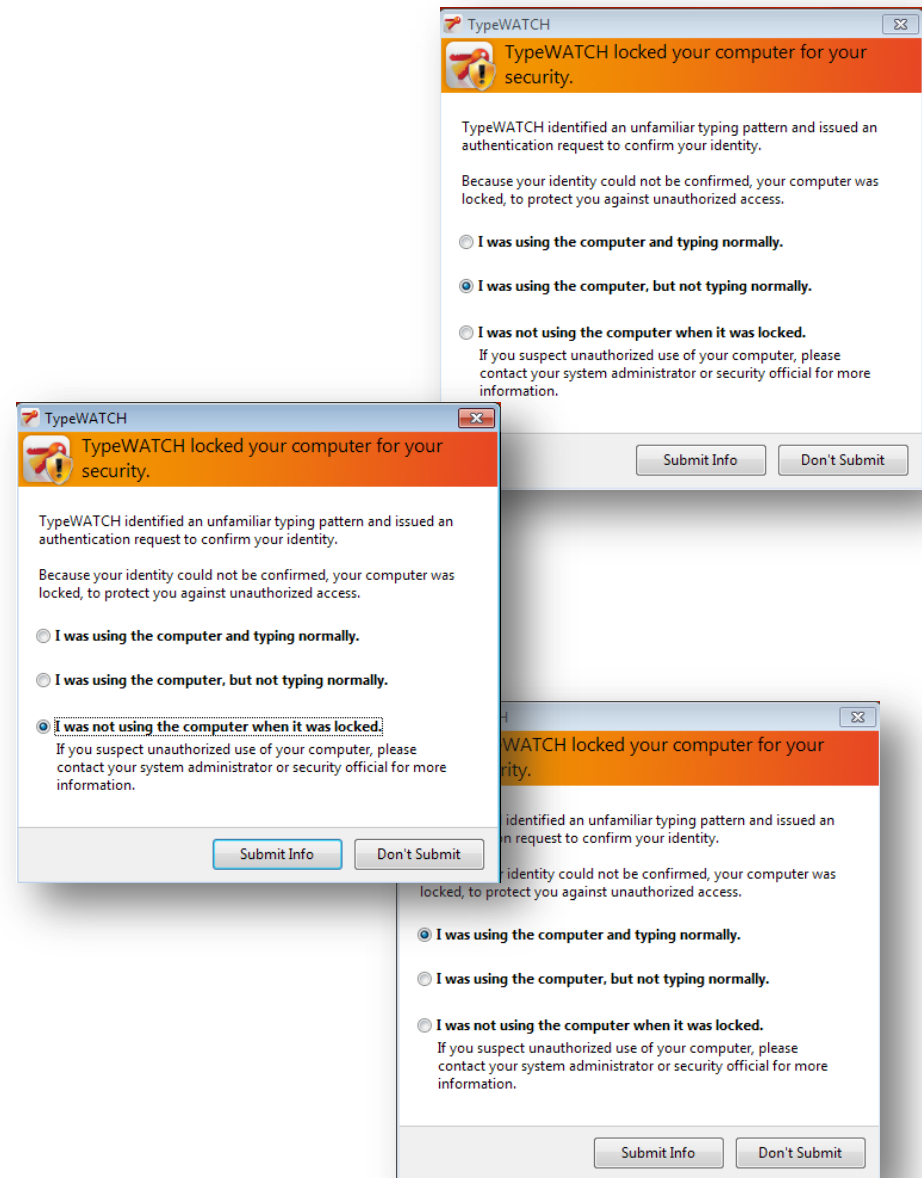 TypeWATCH
TypeWATCH locked your computer for your
security.
TypeWATCH identified an unfamiliar typing pattern and issued an
authentication request to confirm your identity.
Because your identity could not be confirmed, your computer was
locked, to protect you against unauthorized access.
I was using the computer and typing normally.
I was using the computer, but not typing normally.
I was not using the computer when it was locked.
If you suspect unauthorized use of your computer, please
contact your system administrator or security official for more
information.
Submit Info Don't Submit
TypeWATCH
TypeWATCH locked your computer for your
security.
TypeWATCH identified an unfamiliar typing pattern and issued an
authentication request to confirm your identity.
Because your identity could not be confirmed, your computer was
locked, to protect you against unauthorized access.
I was using the computer and typing normally.
I was using the computer, but not typing normally.
I was not using the computer when it was locked.
If you suspect unauthorized use of your computer, please
contact your system administrator or security official for more
information.
Submit Info Don't Submit
WATCH locked your computer for your
rity.
identified an unfamiliar typing pattern and issued an
n request to confirm your identity.
identity could not be confirmed, your computer was
locked, to protect you against unauthorized access.
I was using the computer and typing normally.
I was using the computer, but not typing normally.
I was not using the computer when it was locked.
If you suspect unauthorized use of your computer, please
contact your system administrator or security official for more
information.
Submit Info Don't Submit